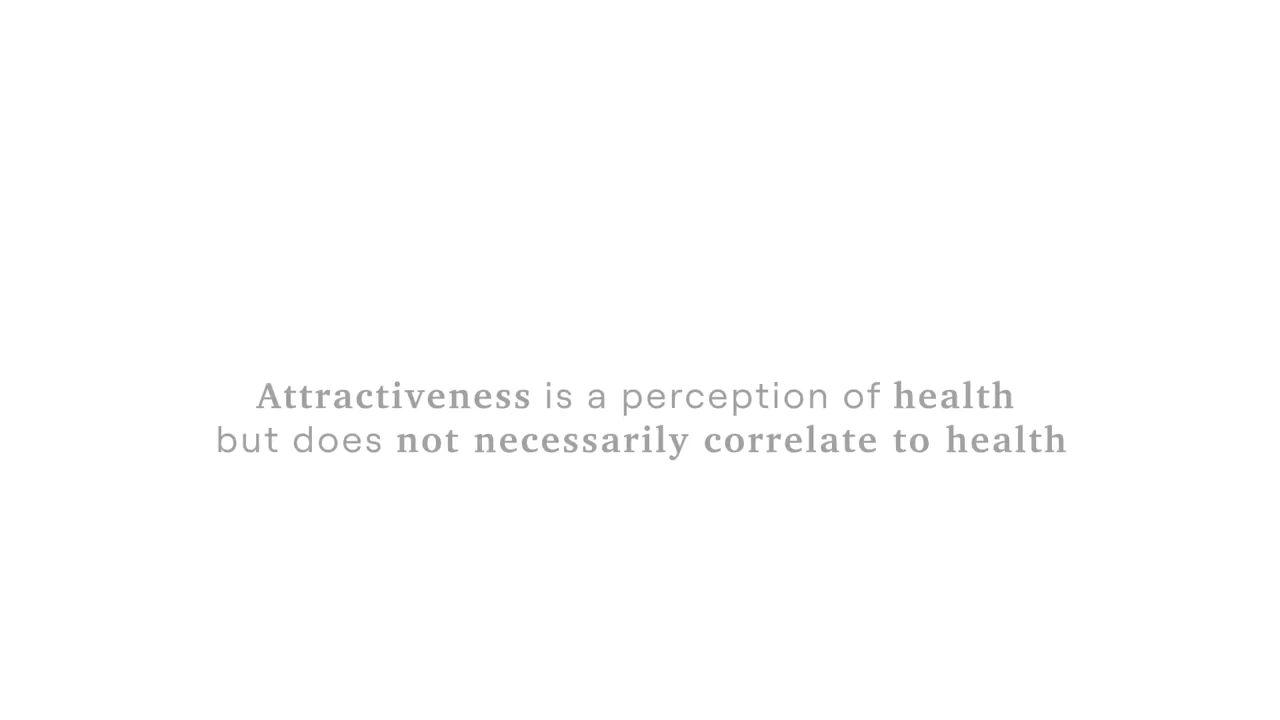 Attractiveness is a perception of health
but does not necessarily correlate to health